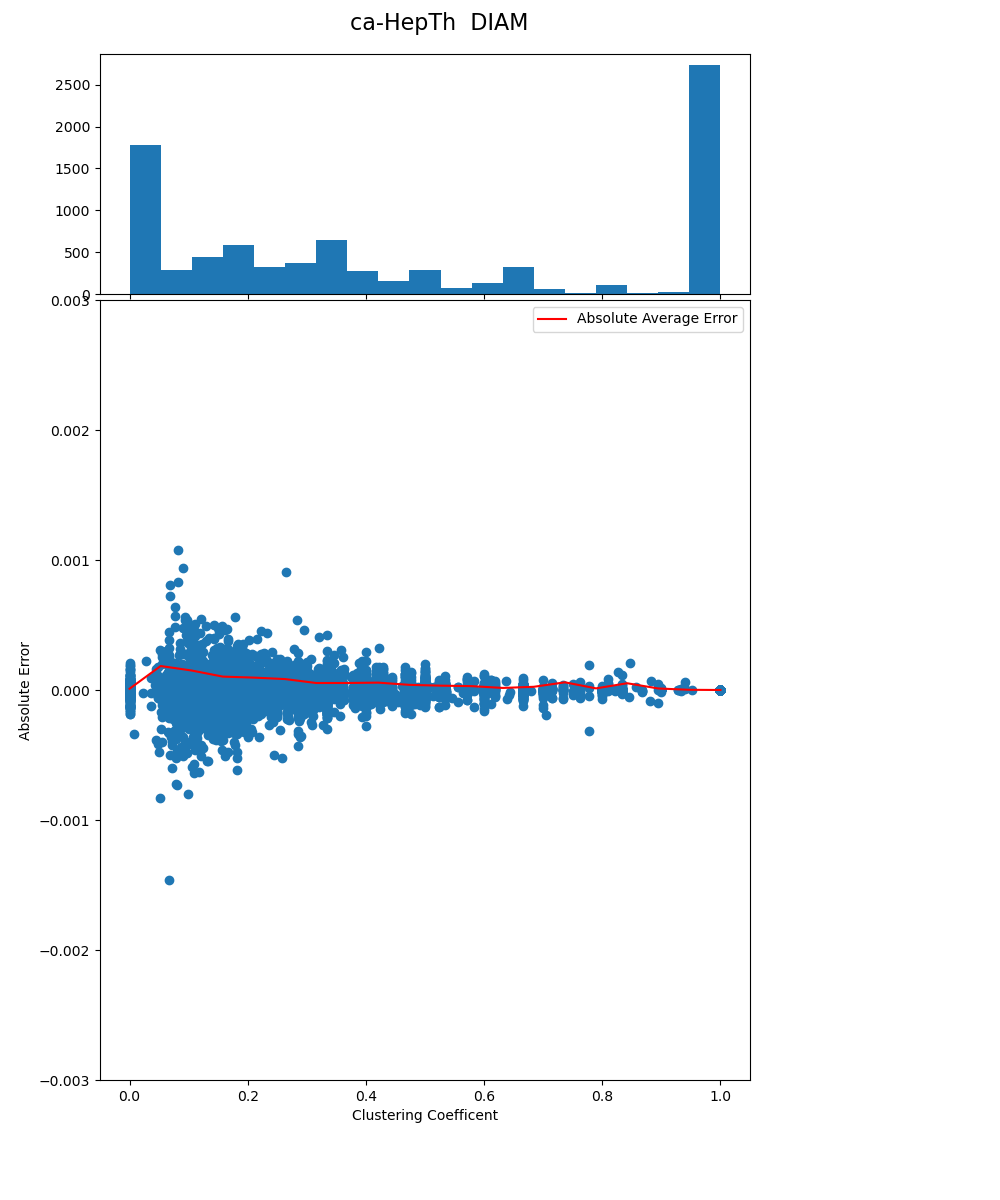 ca-HepTh  DIAM
2500
2000
1500
1000
500
0
0.003
Absolute Average Error
0.002
0.001
0.000
−0.001
−0.002
−0.003
Absolute Error
0.0 0.2 0.4 0.6 0.8 1.0
Clustering Coefficent